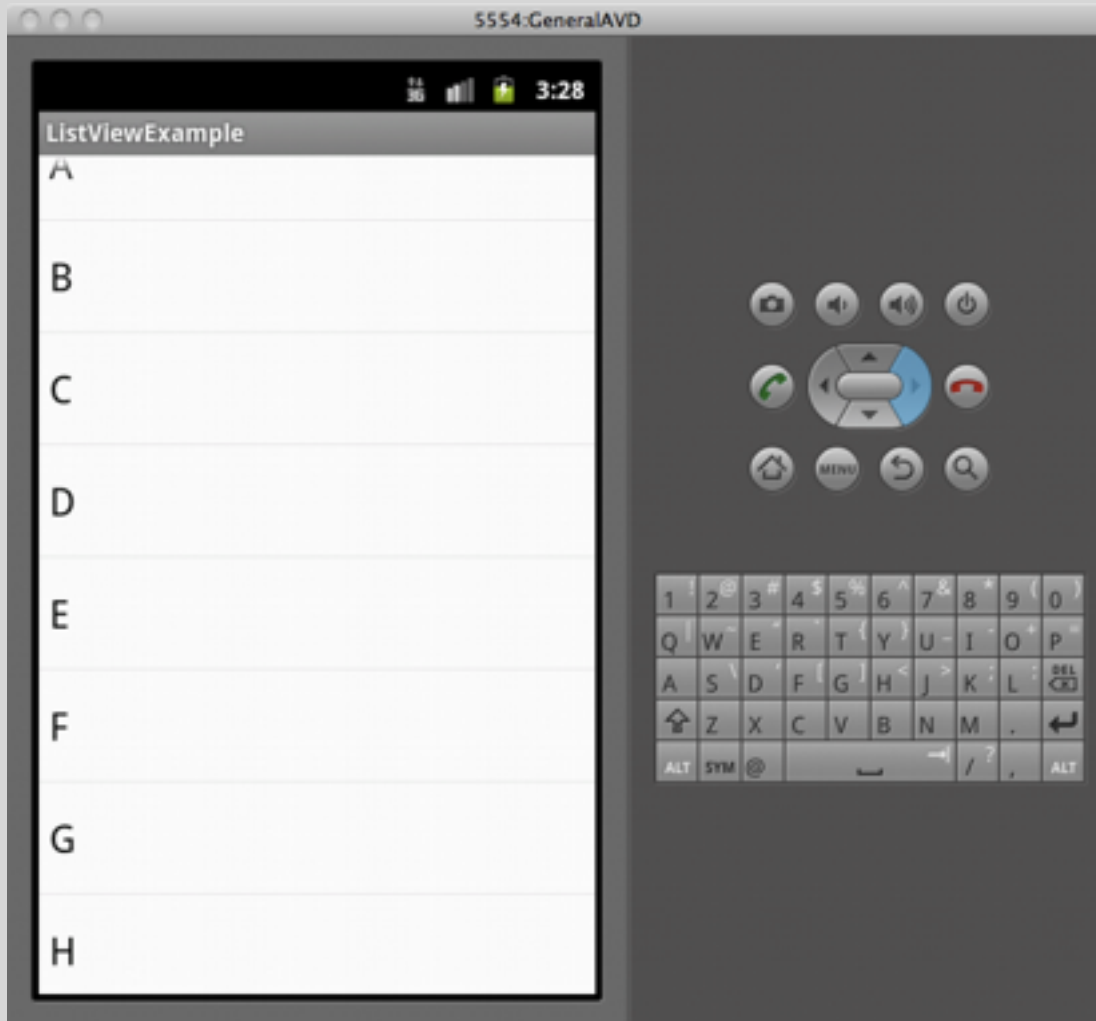 5554:GeneralAVD
3G 3:28
ListViewExample
A
B
C
D
E
F
G
H
MENU
1 ! 2 @ 3 # 4 $ 5 % 6 ^ 7 & 8 * 9 ( 0 )
Q | W ~ E " R ` T { Y } U _ I - O + P =
A S \ D ' F [ G ] H < J > K ; L : DEL
Z X C V B N M .
ALT SYM @ / ? , ALT